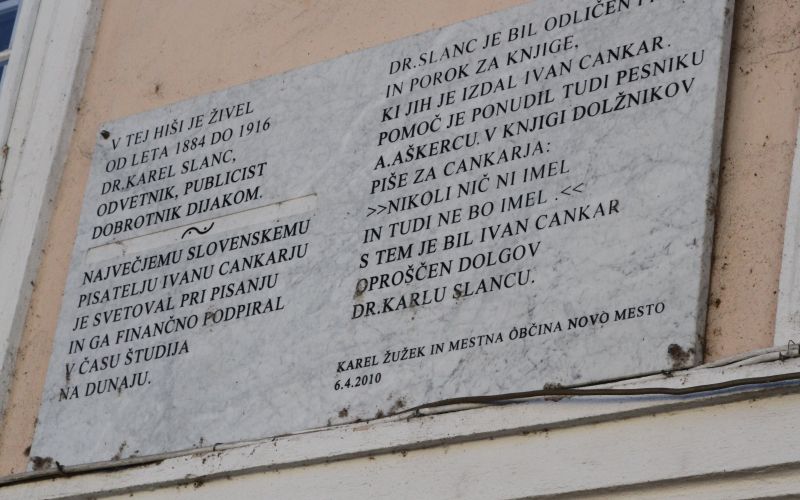 V TEJ HIŠI JE ŽIVEL
OD LETA 1884 DO 1916
DR.KAREL SLANC,
ODVETNIK, PUBLICIST
DOBROTNIK DIJAKOM.
NAJVEČJEMU SLOVENSKEMU
PISATELJU IVANU CANKARJU
JE SVETOVAL PRI PISANJU
IN GA FINANČNO PODPIRAL
V ČASU ŠTUDIJA
NA DUNAJU.
DR.SLANC JE BIL ODLIČEN
IN POROK ZA KNJIGE,
KI JIH JE IZDAL IVAN CANKAR.
POMOČ JE PONUDIL TUDI PESNIKU
A.AŠKERCU. V KNJIGI DOLŽNIKOV
PIŠE ZA CANKARJA:
>>NIKOLI NIČ NI IMEL
IN TUDI NE BO IMEL .<<
S TEM JE BIL IVAN CANKAR
OPROŠČEN DOLGOV
DR.KARLU SLANCU.
KAREL ŽUŽEK IN MESTNA OBČINA NOVO MESTO
6.4.2010